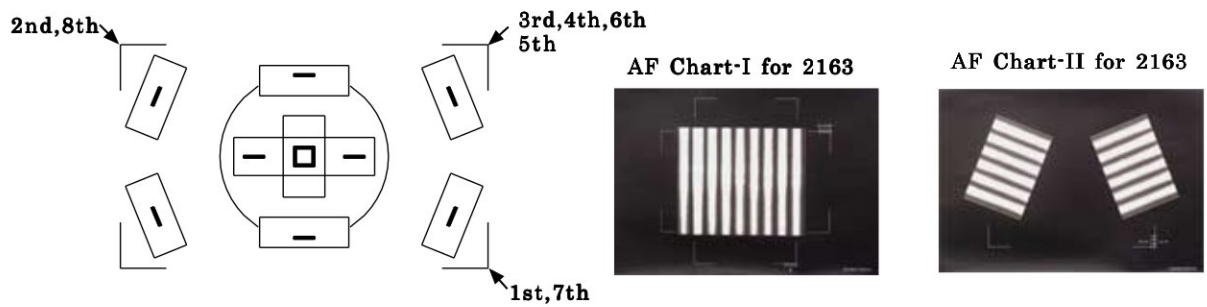 2nd,8th
3rd,4th,6th
5th
1st,7th
AF Chart-I for 2163
AF Chart-II for 2163